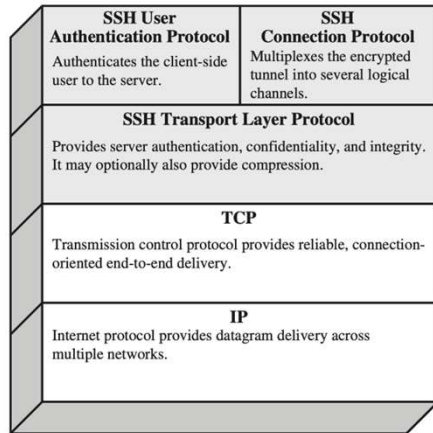 SSH User
Authentication Protocol
Authenticates the client-side
user to the server.
SSH
Connection Protocol
Multiplexes the encrypted
tunnel into several logical
channels.
SSH Transport Layer Protocol
Provides server authentication, confidentiality, and integrity.
It may optionally also provide compression.
TCP
Transmission control protocol provides reliable, connection-
oriented end-to-end delivery.
IP
Internet protocol provides datagram delivery across
multiple networks.